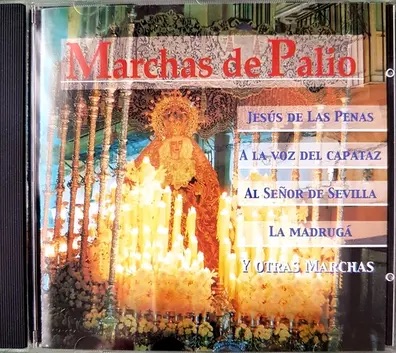 Marchas de Palio
JESÚS DE LAS PENAS
A LA VOZ DEL CAPATAZ
AL SEÑOR DE SEVILLA
LA MADRUGÁ
Y OTRAS MARCHAS